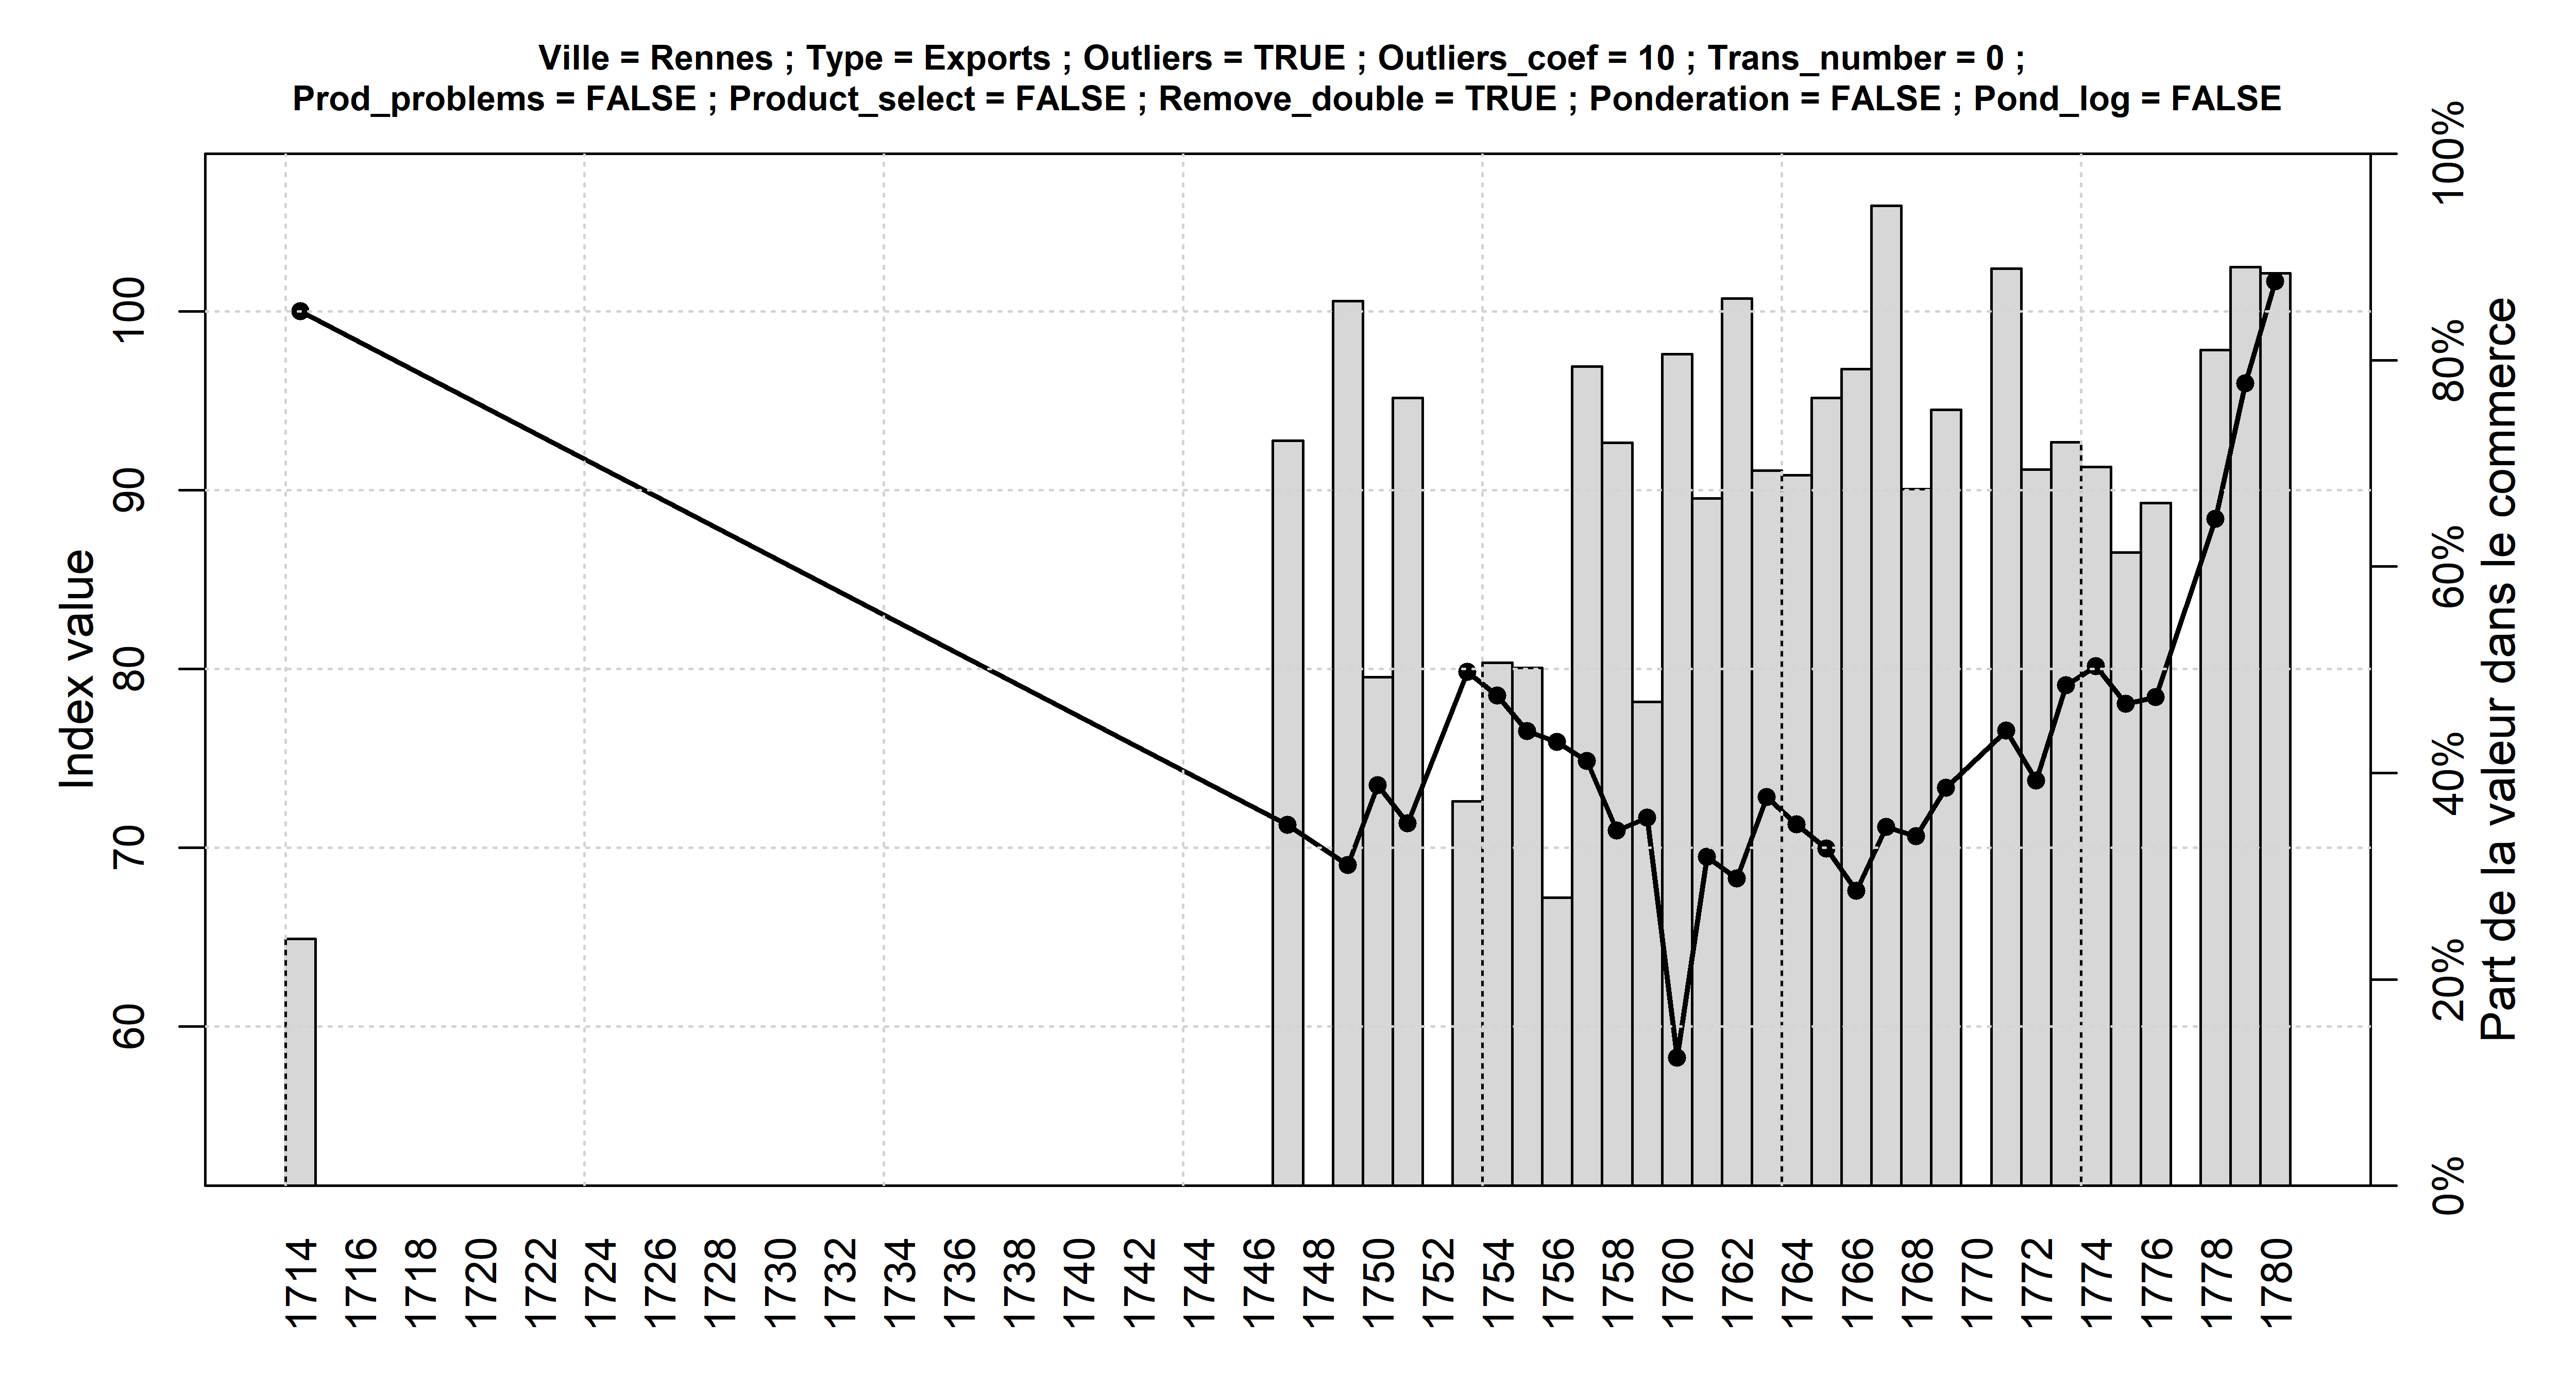 Ville = Rennes ; Type = Exports ; Outliers = TRUE ; Outliers_coef = 10 ; Trans_number = 0 ;
Prod_problems = FALSE ; Product_select = FALSE ; Remove_double = TRUE ; Ponderation = FALSE ; Pond_log = FALSE
Index value
100
90
80
70
60
100%
80%
60%
40%
20%
0%
Part de la valeur dans le commerce
1714 1716 1718 1720 1722 1724 1726 1728 1730 1732 1734 1736 1738 1740 1742 1744 1746 1748 1750 1752 1754 1756 1758 1760 1762 1764 1766 1768 1770 1772 1774 1776 1778 1780